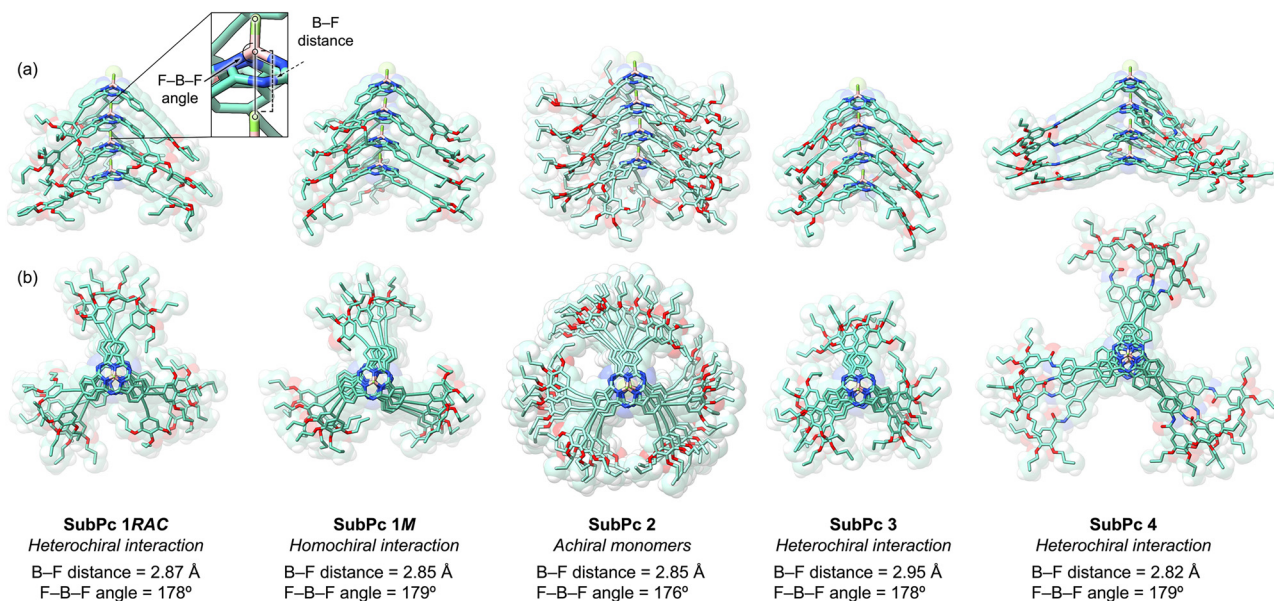 (a)
B–F
distance
F–B–F
angle
(b)
SubPc 1RAC
Heterochiral interaction
B–F distance = 2.87 Å
F–B–F angle = 178º
SubPc 1M
Homochiral interaction
B–F distance = 2.85 Å
F–B–F angle = 179º
SubPc 2
Achiral monomers
B–F distance = 2.85 Å
F–B–F angle = 176º
SubPc 3
Heterochiral interaction
B–F distance = 2.95 Å
F–B–F angle = 178º
SubPc 4
Heterochiral interaction
B–F distance = 2.82 Å
F–B–F angle = 179º